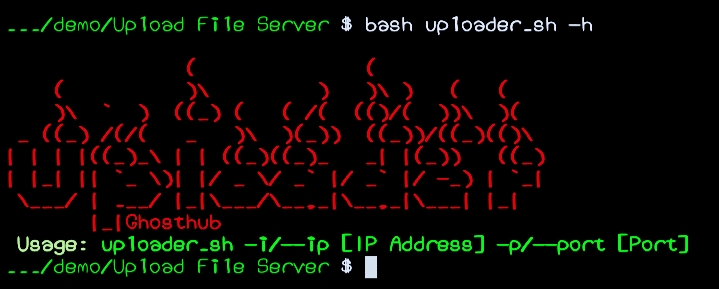 ___/demo/Upload File Server $ bash uploader_sh -h
Uploader
Ghosthub
Usage: uploader_sh -i/--ip [IP Address] -p/--port [Port]
___/demo/Upload File Server $